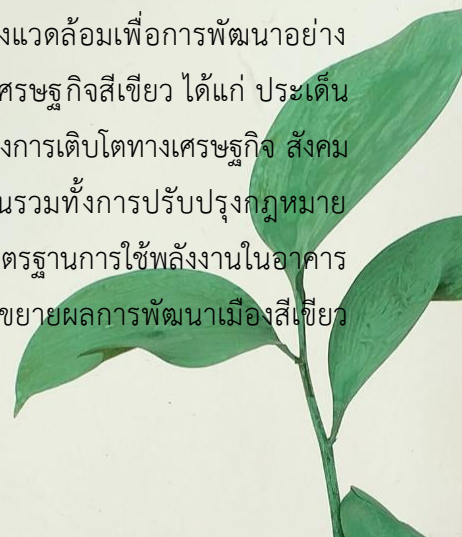 งแวดล้อมเพื่อการพัฒนาอย่าง
ศรษฐกิจสีเขียว ได้แก่ ประเด็น
งการเติบโตทางเศรษฐกิจ สังคม
นรวมทั้งการปรับปรุงกฎหมาย
ตรฐานการใช้พลังงานในอาคาร
ขยายผลการพัฒนาเมืองสีเขียว